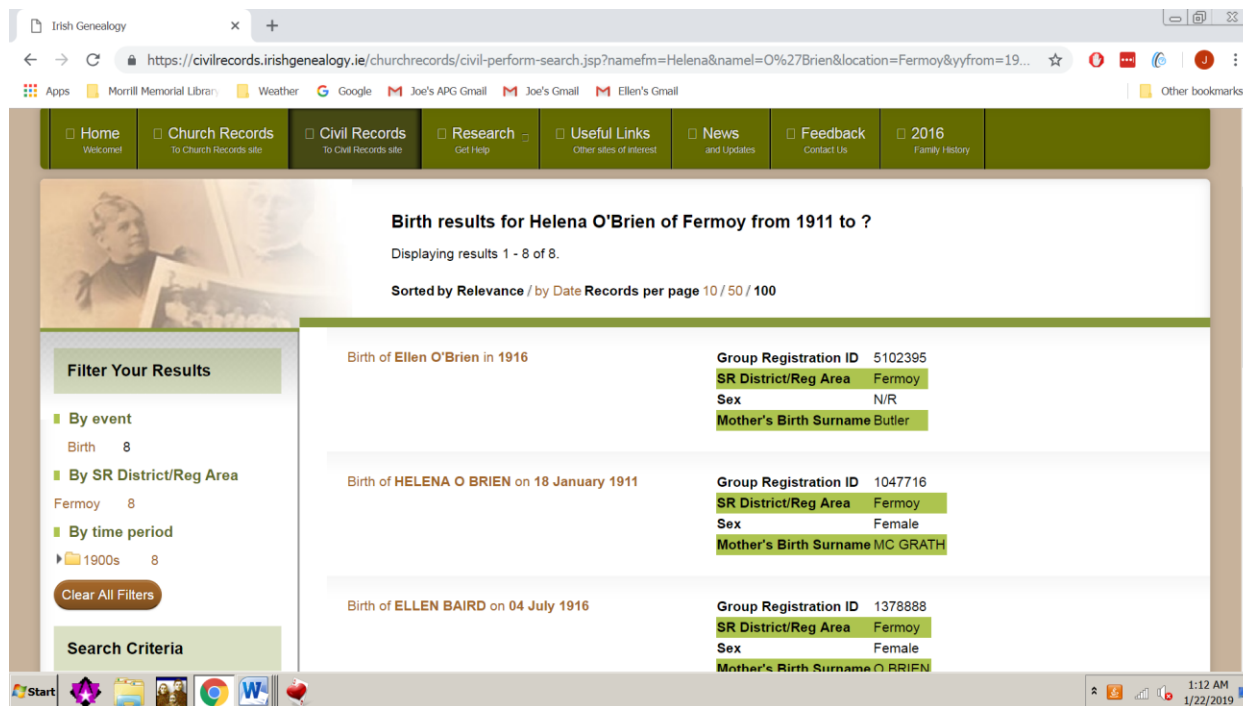 Irish Genealogy
https://civilrecords.irishgenealogy.ie/churchrecords/civil-perform-search.jsp?namefm=Helena&namel=O%27Brien&location=Fermoy&yyfrom=19...
Apps Morrill Memorial Library Weather Google Joe's APG Gmail Joe's Gmail Ellen's Gmail Other bookmarks
Home Church Records Civil Records Research Useful Links News Feedback 2016
Welcome! To Church Records site To Civil Records site Get Help Other sites of interest and Updates Contact Us Family History
Birth results for Helena O'Brien of Fermoy from 1911 to ?
Displaying results 1 - 8 of 8.
Sorted by Relevance / by Date Records per page 10 / 50 / 100
Filter Your Results
By event
Birth 8
By SR District/Reg Area
Fermoy 8
By time period
1900s 8
Clear All Filters
Search Criteria
Birth of Ellen O'Brien in 1916 Group Registration ID 5102395
SR District/Reg Area Fermoy
Sex N/R
Mother's Birth Surname Butler
Birth of HELENA O BRIEN on 18 January 1911 Group Registration ID 1047716
SR District/Reg Area Fermoy
Sex Female
Mother's Birth Surname MC GRATH
Birth of ELLEN BAIRD on 04 July 1916 Group Registration ID 1378888
SR District/Reg Area Fermoy
Sex Female
Mother's Birth Surname O BRIEN
Start 1:12 AM
1/22/2019